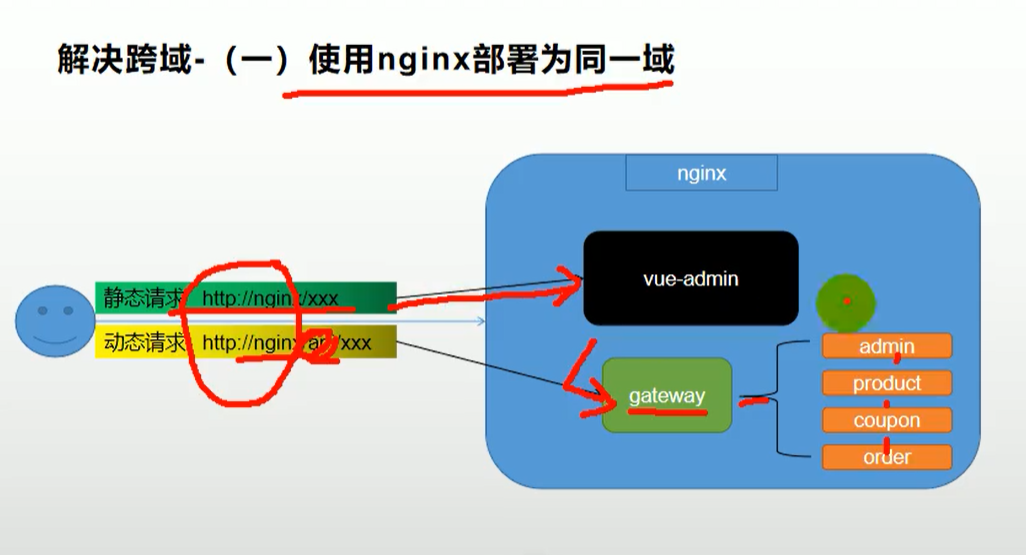 解决跨域-（一）使用nginx部署为同一域
nginx
vue-admin
静态请求 http://nginx/xxx
动态请求 http://nginx/api/xxx
gateway
admin
product
coupon
order